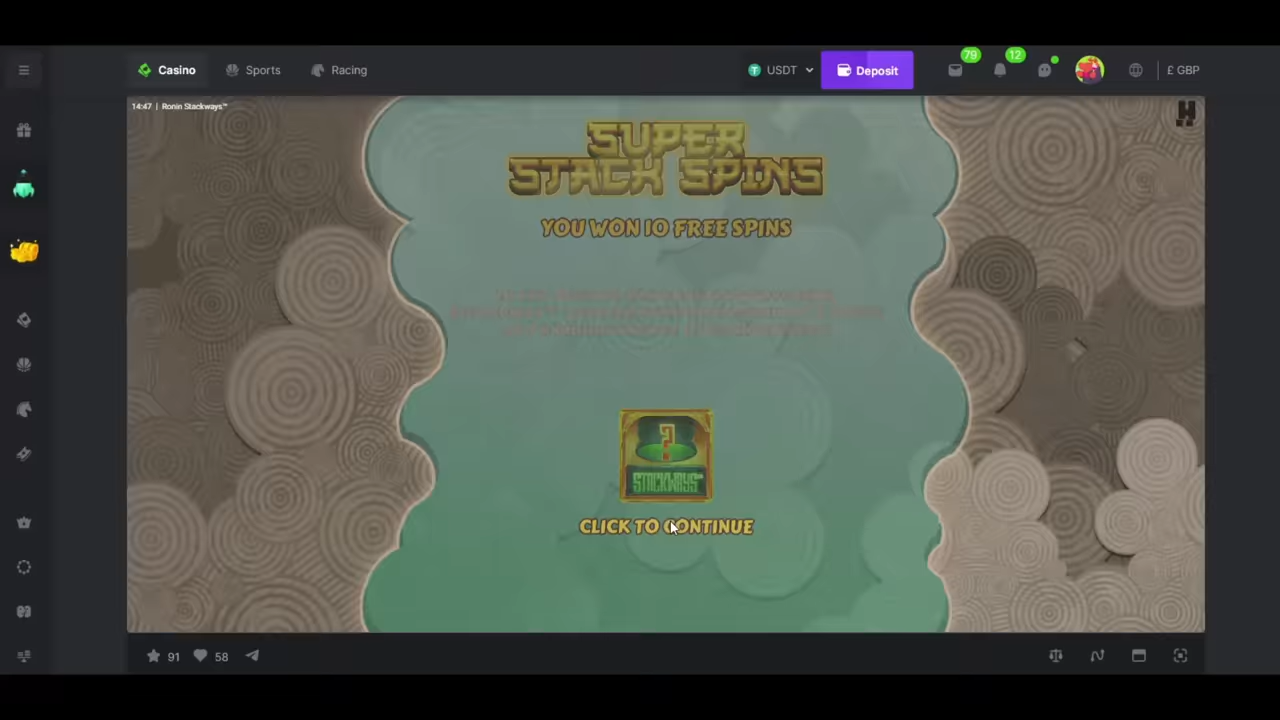 79
12
Casino
Sports
Racing
USDT
Deposit
£ GBP
14:47 | Ronin Stackways™
SUPER
STACK SPINS
YOU WON 10 FREE SPINS
?
STACKWAYS™
CLICK TO CONTINUE
91
58